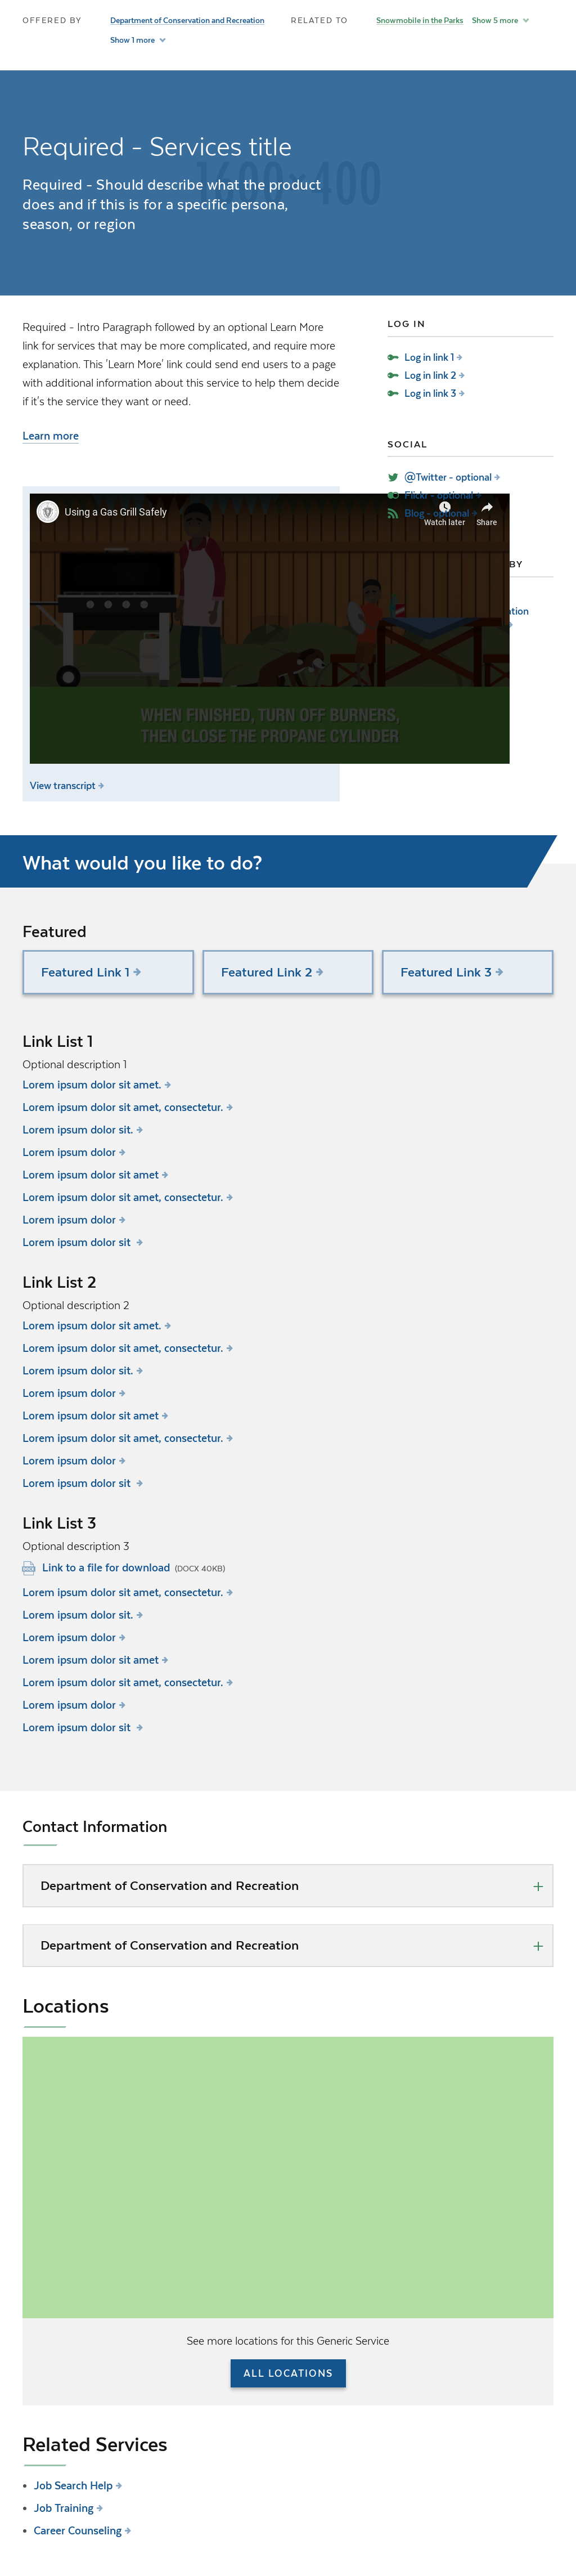 OFFERED BY
Department of Conservation and Recreation
Show 1 more
RELATED TO
Snowmobile in the Parks Show 5 more
1600×400
Required - Services title
Required - Should describe what the product
does and if this is for a specific persona,
season, or region
Required - Intro Paragraph followed by an optional Learn More
link for services that may be more complicated, and require more
explanation. This 'Learn More' link could send end users to a page
with additional information about this service to help them decide
if it's the service they want or need.
Learn more
LOG IN
Log in link 1
Log in link 2
Log in link 3
SOCIAL
@Twitter - optional
Flickr - optional
Blog - optional
BY
Using a Gas Grill Safely
Watch later
Share
WHEN FINISHED, TURN OFF BURNERS,
THEN CLOSE THE PROPANE CYLINDER
View transcript
What would you like to do?
Featured
Featured Link 1
Featured Link 2
Featured Link 3
Link List 1
Optional description 1
Lorem ipsum dolor sit amet.
Lorem ipsum dolor sit amet, consectetur.
Lorem ipsum dolor sit.
Lorem ipsum dolor
Lorem ipsum dolor sit amet
Lorem ipsum dolor sit amet, consectetur.
Lorem ipsum dolor
Lorem ipsum dolor sit
Link List 2
Optional description 2
Lorem ipsum dolor sit amet.
Lorem ipsum dolor sit amet, consectetur.
Lorem ipsum dolor sit.
Lorem ipsum dolor
Lorem ipsum dolor sit amet
Lorem ipsum dolor sit amet, consectetur.
Lorem ipsum dolor
Lorem ipsum dolor sit
Link List 3
Optional description 3
Link to a file for download (DOCX 40KB)
Lorem ipsum dolor sit amet, consectetur.
Lorem ipsum dolor sit.
Lorem ipsum dolor
Lorem ipsum dolor sit amet
Lorem ipsum dolor sit amet, consectetur.
Lorem ipsum dolor
Lorem ipsum dolor sit
Contact Information
Department of Conservation and Recreation
Department of Conservation and Recreation
Locations
See more locations for this Generic Service
ALL LOCATIONS
Related Services
Job Search Help
Job Training
Career Counseling